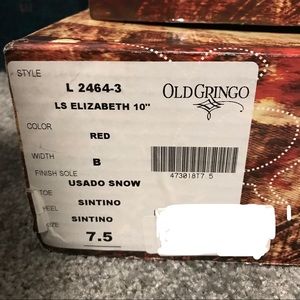 STYLE
L 2464-3
LS ELIZABETH 10"
OLD GRINGO
COLOR
RED
WIDTH
B
FINISH SOLE
USADO SNOW
TOE
SINTINO
HEEL
SINTINO
SIZE
7.5
473018T7 5